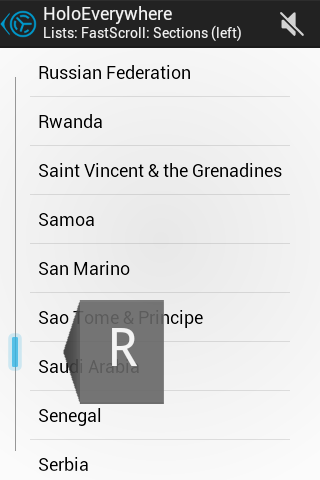 HoloEverywhere
Lists: FastScroll: Sections (left)
Russian Federation
Rwanda
Saint Vincent & the Grenadines
Samoa
San Marino
Sao Tome & Principe
R
Saudi Arabia
Senegal
Serbia